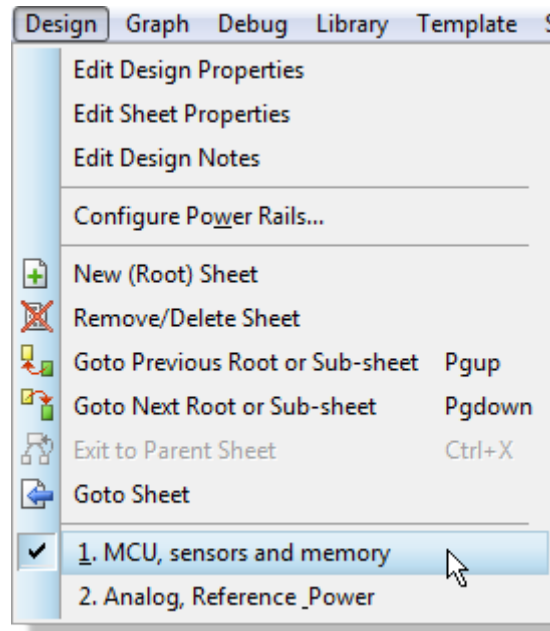 Design Graph Debug Library Template S
Edit Design Properties
Edit Sheet Properties
Edit Design Notes
Configure Power Rails...
New (Root) Sheet
Remove/Delete Sheet
Goto Previous Root or Sub-sheet Pgup
Goto Next Root or Sub-sheet Pgdown
Exit to Parent Sheet Ctrl+X
Goto Sheet
1. MCU, sensors and memory
2. Analog, Reference _Power